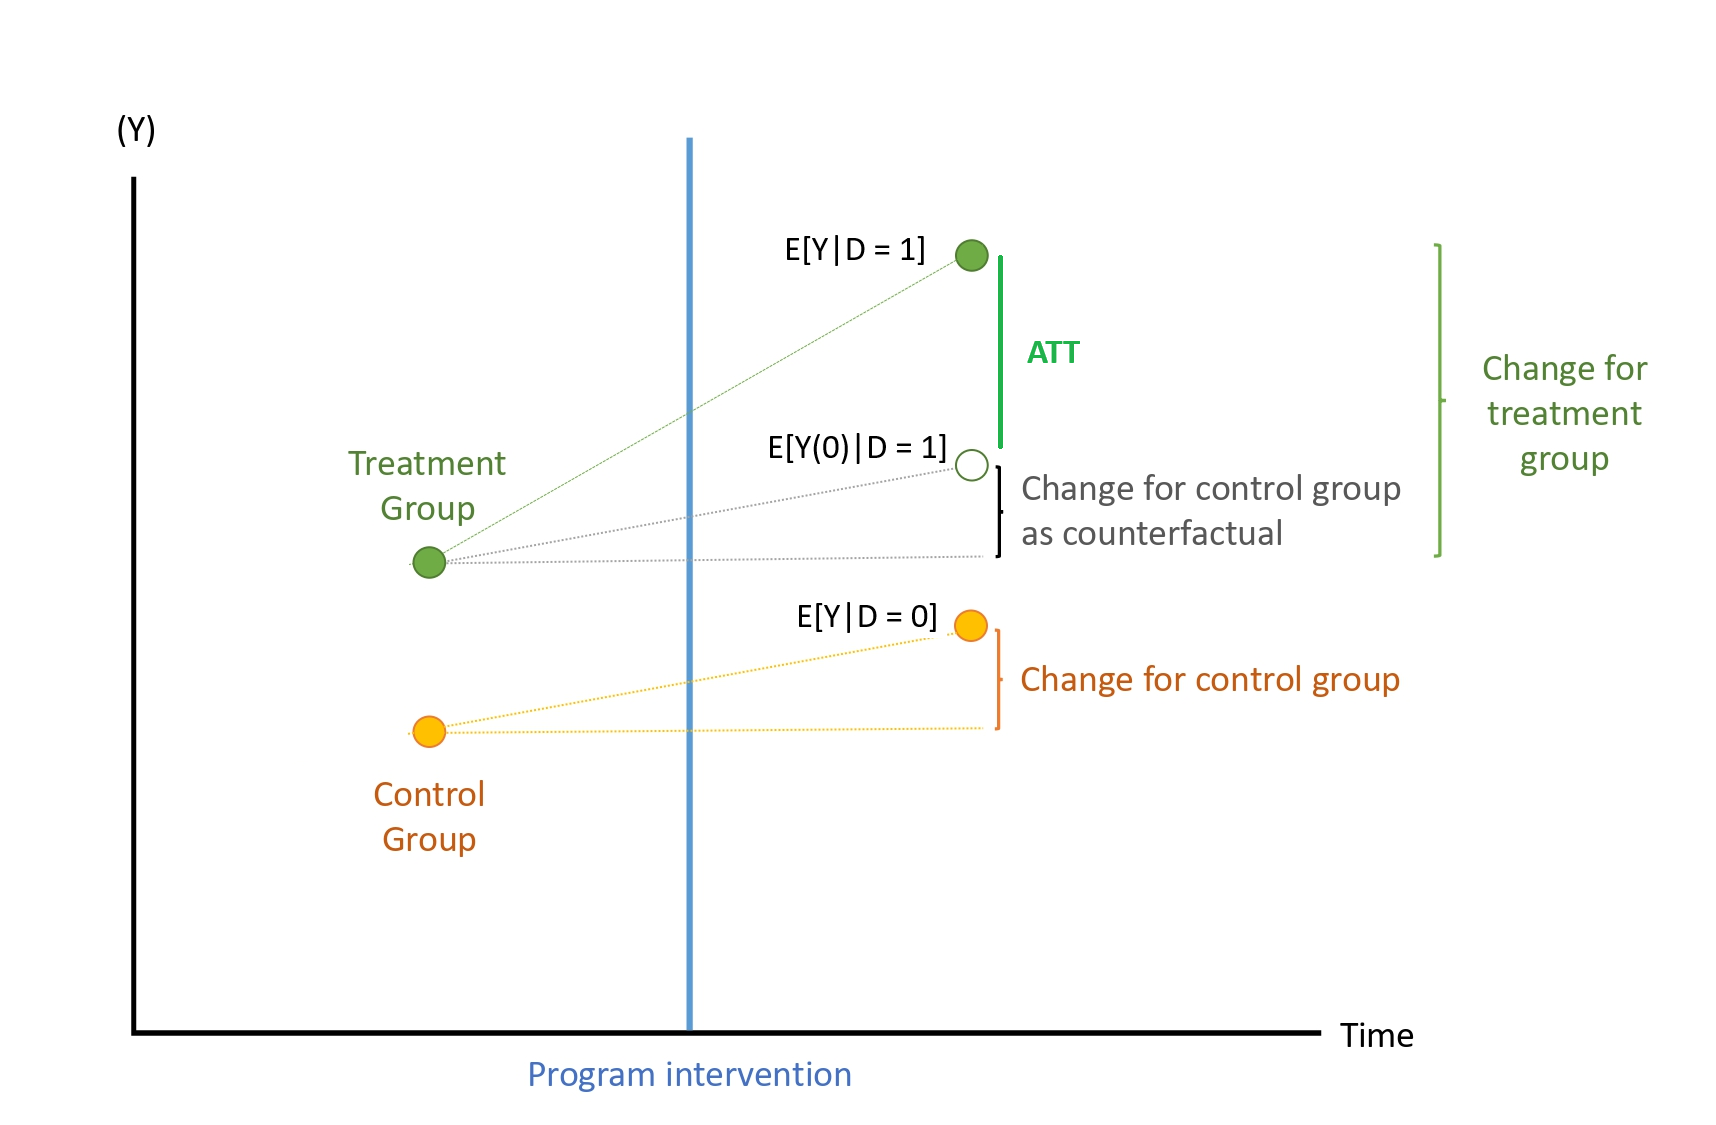 (Y)
E[Y|D = 1]
ATT
Change for
treatment
group
E[Y(0)|D = 1]
Treatment
Group
Change for control group
as counterfactual
E[Y|D = 0]
Change for control group
Control
Group
Time
Program intervention